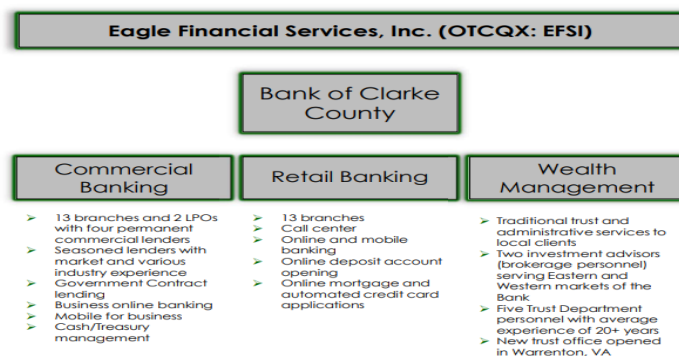 Eagle Financial Services, Inc. (OTCQX: EFSI)
Bank of Clarke
County
Commercial
Banking
➢ 13 branches and 2 LPOs
with four permanent
commercial lenders
➢ Seasoned lenders with
market and various
industry experience
➢ Government Contract
lending
➢ Business online banking
➢ Mobile for business
➢ Cash/Treasury
management
Retail Banking
➢ 13 branches
➢ Call center
➢ Online and mobile
banking
➢ Online deposit account
opening
➢ Online mortgage and
automated credit card
applications
Wealth
Management
➢ Traditional trust and
administrative services to
local clients
➢ Two investment advisors
(brokerage personnel)
serving Eastern and
Western markets of the
Bank
➢ Five Trust Department
personnel with average
experience of 20+ years
➢ New trust office opened
in Warrenton, VA